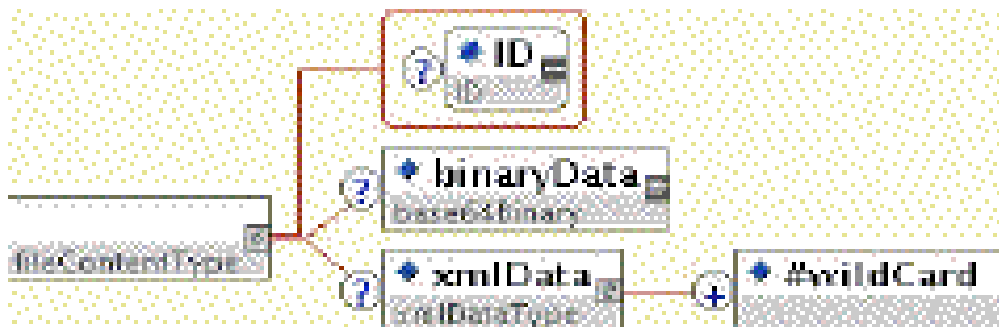 ID
ID
binaryData
base64Binary
fileContentType
xmlData
xmlDataType
#wildCard